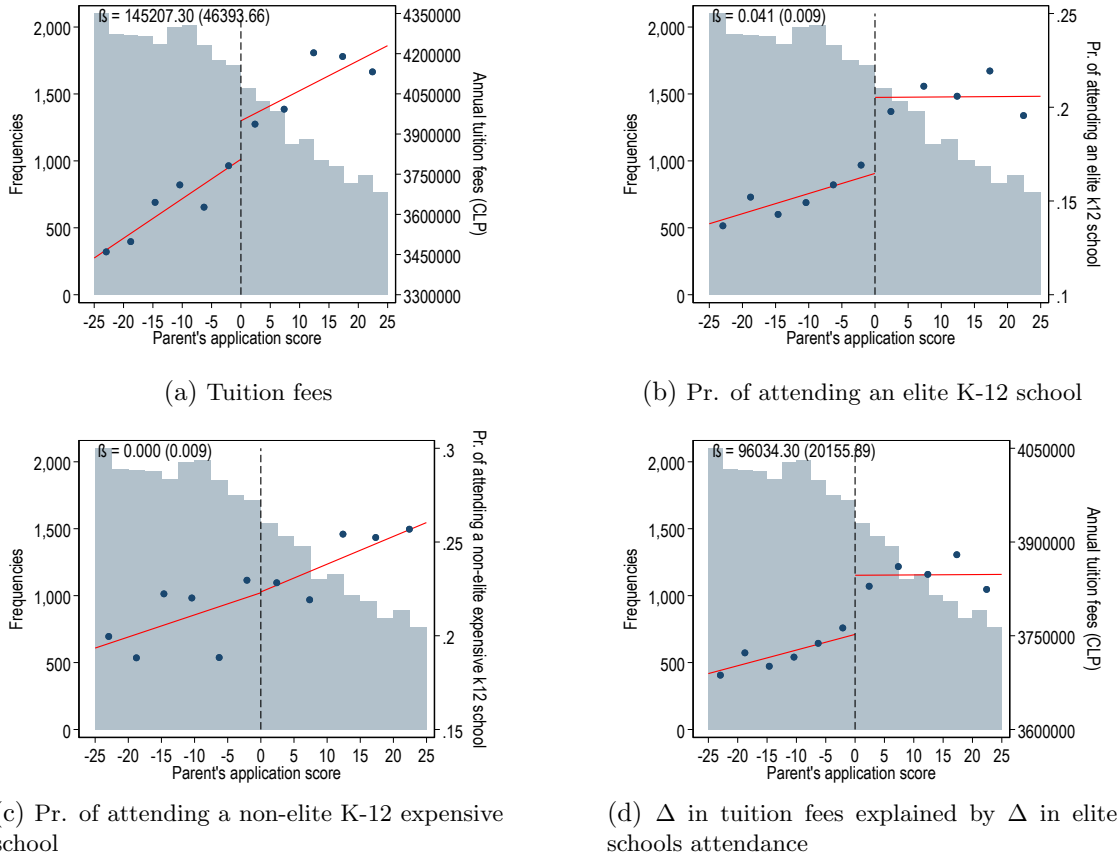 ß = 145207.30 (46393.66)
2,000
1,500
1,000
500
0
Frequencies
4350000
4200000
4050000
3900000
3750000
3600000
3450000
3300000
Annual tuition fees (CLP)
-25 -20 -15 -10 -5 0 5 10 15 20 25
Parent's application score
(a) Tuition fees
ß = 0.041 (0.009)
2,000
1,500
1,000
500
0
Frequencies
.25
.2
.15
.1
Pr. of attending an elite k12 school
-25 -20 -15 -10 -5 0 5 10 15 20 25
Parent's application score
(b) Pr. of attending an elite K-12 school
ß = 0.000 (0.009)
2,000
1,500
1,000
500
0
Frequencies
.3
.25
.2
.15
Pr. of attending a non-elite expensive k12 school
-25 -20 -15 -10 -5 0 5 10 15 20 25
Parent's application score
(c) Pr. of attending a non-elite K-12 expensive
school
ß = 96034.30 (20155.89)
2,000
1,500
1,000
500
0
Frequencies
4050000
3900000
3750000
3600000
Annual tuition fees (CLP)
-25 -20 -15 -10 -5 0 5 10 15 20 25
Parent's application score
(d) Δ in tuition fees explained by Δ in elite
schools attendance